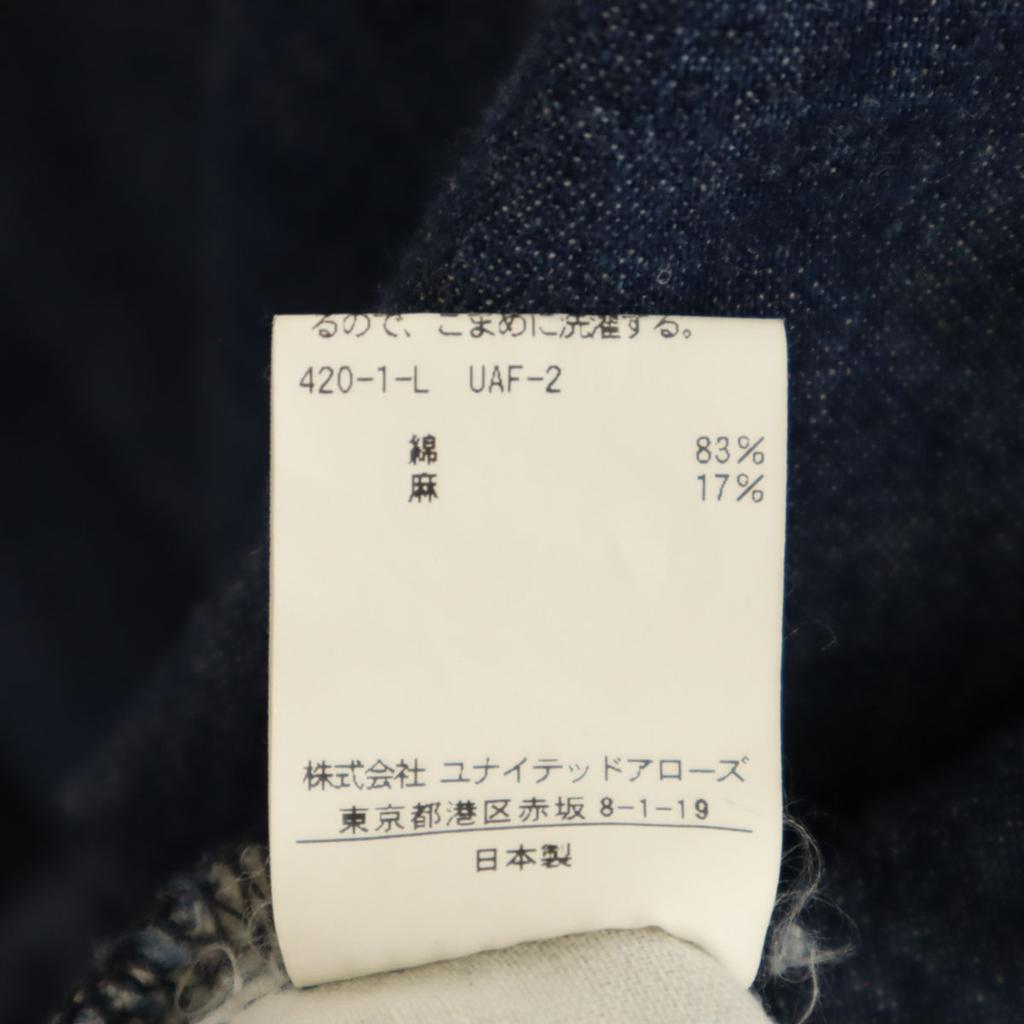 るので、こまめに洗濯する。
420-1-L UAF-2
綿 83%
麻 17%
株式会社 ユナイテッドアローズ
東京都港区赤坂 8-1-19
日本製